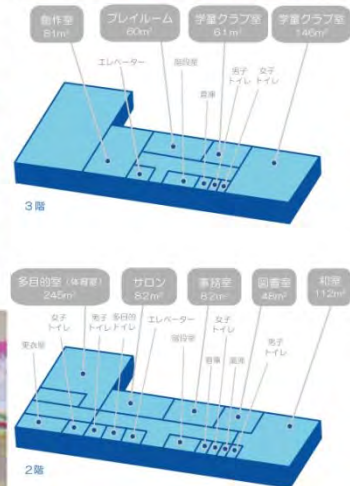 創作室
81m²
プレイルーム
60m²
学童クラブ室
61m²
学童クラブ室
146m²
エレベーター
階段室
倉庫
男子
トイレ
女子
トイレ
3階
多目的室(体育室)
245m²
サロン
82m²
事務室
82m²
図書室
48m²
和室
112m²
更衣室
女子
トイレ
男子
トイレ
多目的
トイレ
エレベーター
階段室
倉庫
女子
トイレ
湯沸
男子
トイレ
2階